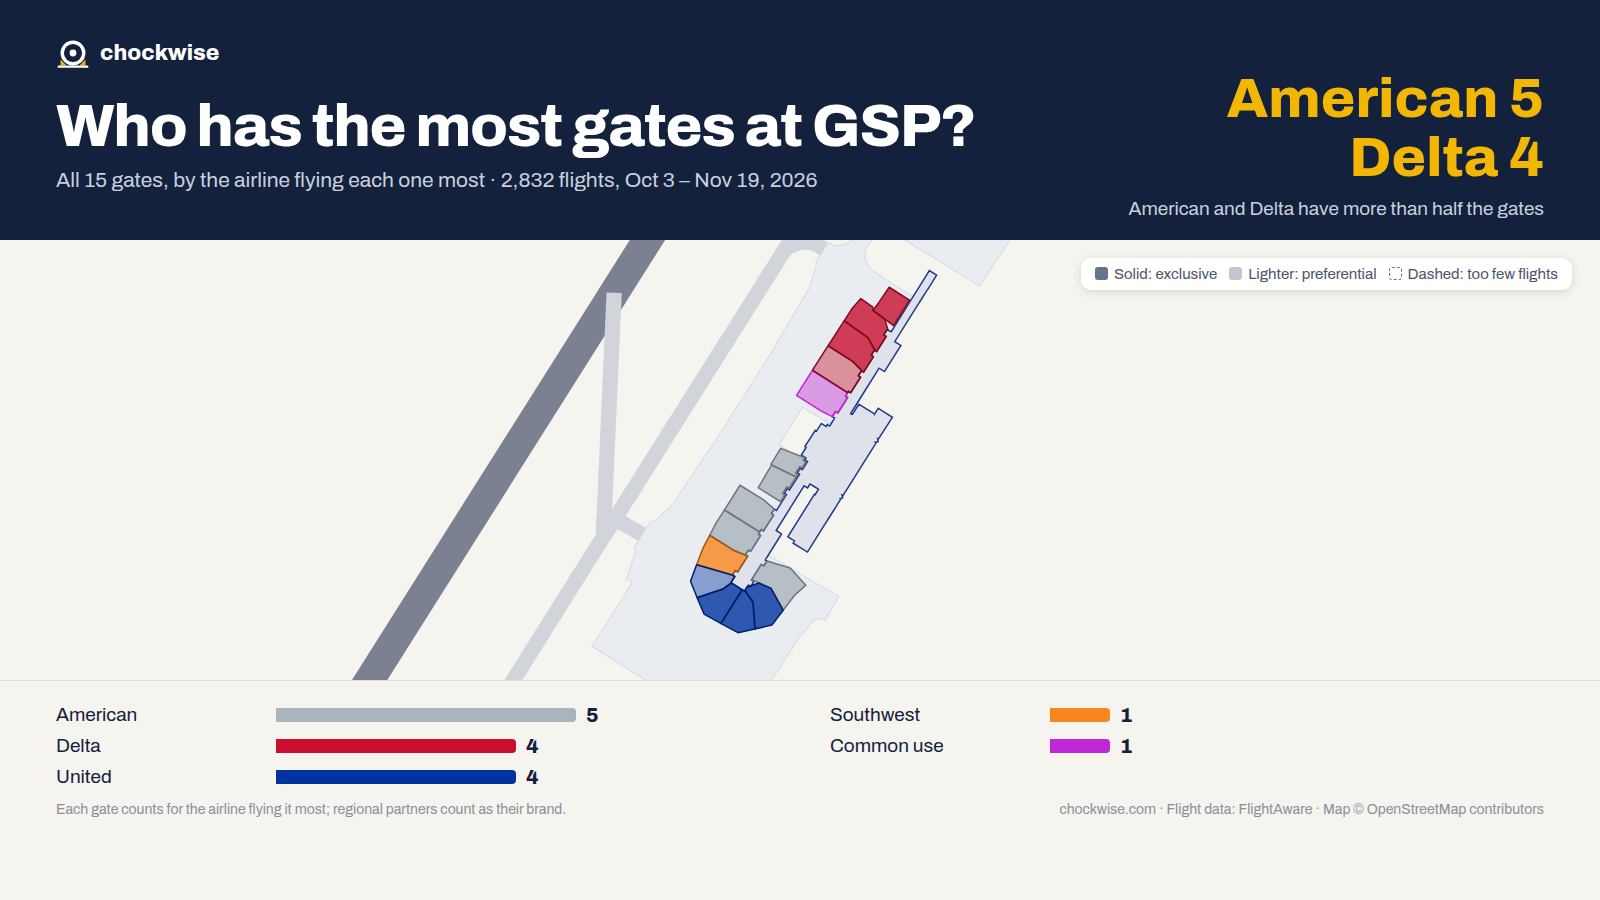 chockwise
Who has the most gates at GSP?
All 15 gates, by the airline flying each one most · 2,832 flights, Oct 3 – Nov 19, 2026
American 5
Delta 4
American and Delta have more than half the gates
Solid: exclusive Lighter: preferential Dashed: too few flights
American 5
Delta 4
United 4
Southwest 1
Common use 1
Each gate counts for the airline flying it most; regional partners count as their brand.
chockwise.com · Flight data: FlightAware · Map © OpenStreetMap contributors